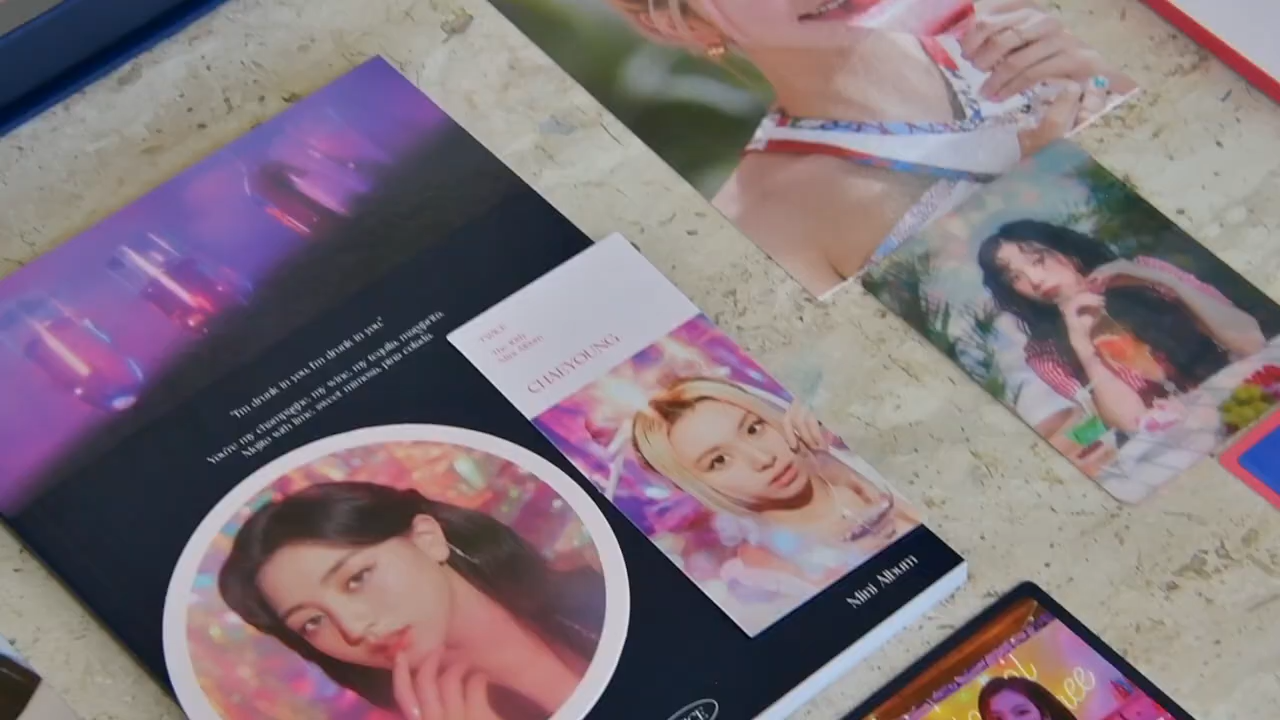 "I'm drunk in you, I'm drunk in you"
You're my champagne, my wine, my tequila, margarita
Mojito with lime, sweet mimosa, pina colada
TWICE
The 10th
Mini Album
CHAEYOUNG
Mini Album